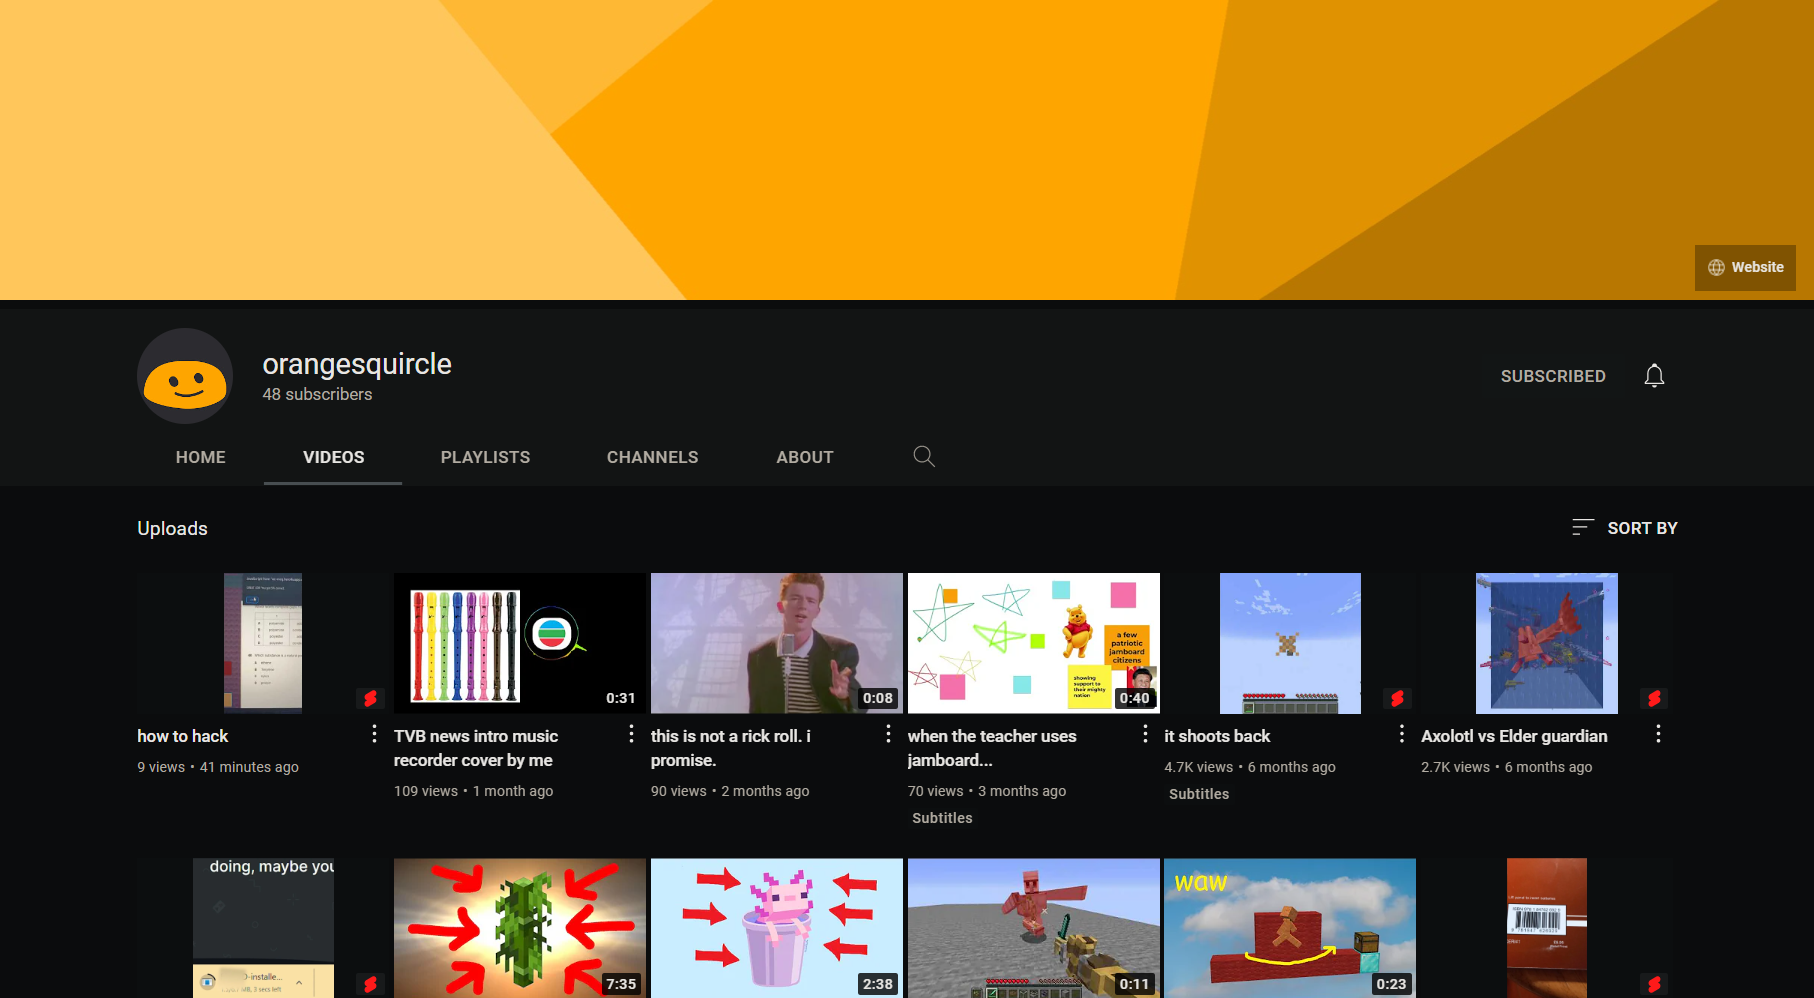 Website
orangesquircle
48 subscribers
SUBSCRIBED
HOME
VIDEOS
PLAYLISTS
CHANNELS
ABOUT
Uploads
SORT BY
0:31
0:08
a few
patriotic
jamboard
citizens
showing
support to
their mighty
nation
0:40
how to hack
9 views • 41 minutes ago
TVB news intro music
recorder cover by me
109 views • 1 month ago
this is not a rick roll. i
promise.
90 views • 2 months ago
when the teacher uses
jamboard...
70 views • 3 months ago
Subtitles
it shoots back
4.7K views • 6 months ago
Subtitles
Axolotl vs Elder guardian
2.7K views • 6 months ago
doing, maybe you
-installe...
MB, 3 secs left
7:35
2:38
0:11
waw
0:23